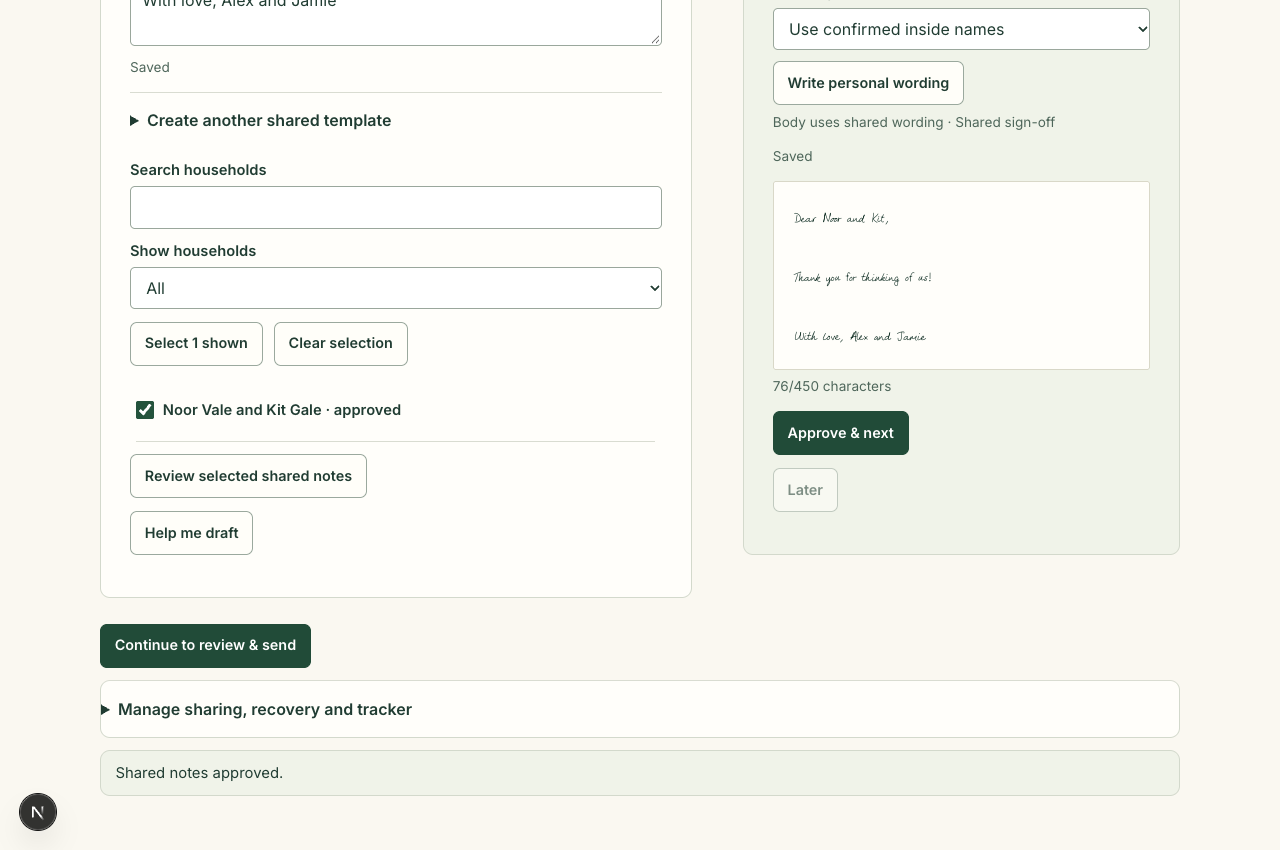 With love, Alex and Jamie
Saved
Create another shared template
Search households
Show households
All
Select 1 shown
Clear selection
Noor Vale and Kit Gale · approved
Review selected shared notes
Help me draft
Use confirmed inside names
Write personal wording
Body uses shared wording · Shared sign-off
Saved
Dear Noor and Kit,
Thank you for thinking of us!
With love, Alex and Jamie
76/450 characters
Approve & next
Later
Continue to review & send
Manage sharing, recovery and tracker
Shared notes approved.
N